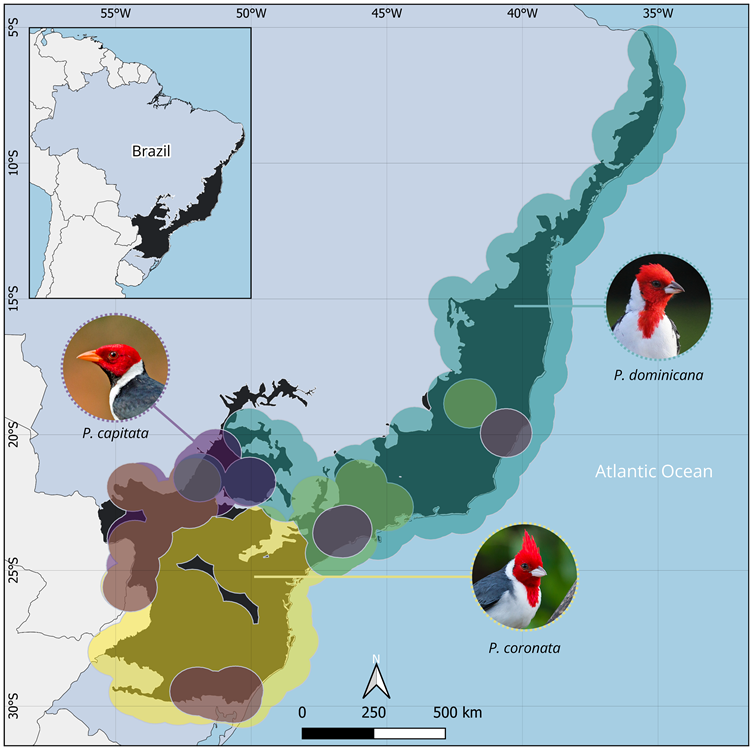 55°W 50°W 45°W 40°W 35°W
5°S
Brazil
10°S
15°S
P. dominicana
P. capitata
20°S
Atlantic Ocean
25°S
P. coronata
N
30°S
0 250 500 km